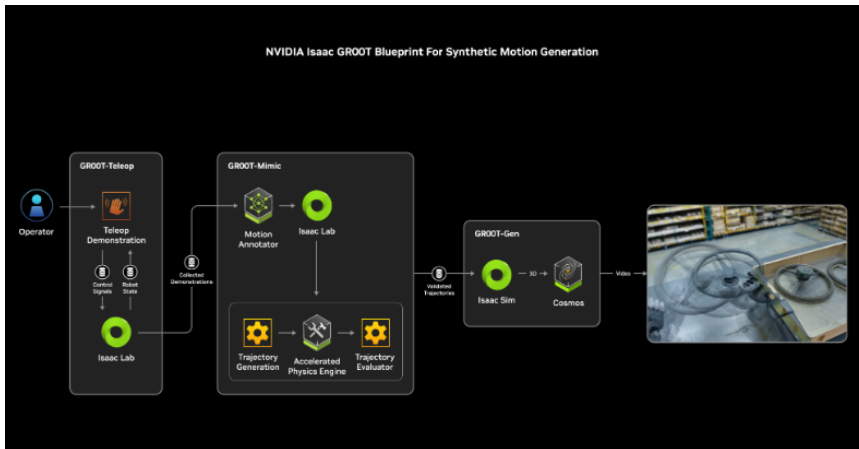 NVIDIA Isaac GR00T Blueprint For Synthetic Motion Generation
GR00T-Teleop
Operator
Teleop
Demonstration
Control
Signals
Robot
State
Isaac Lab
Collected
Demonstrations
GR00T-Mimic
Motion
Annotator
Isaac Lab
Trajectory
Generation
Accelerated
Physics Engine
Trajectory
Evaluator
Validated
Trajectories
GR00T-Gen
Isaac Sim
3D
Cosmos
Video